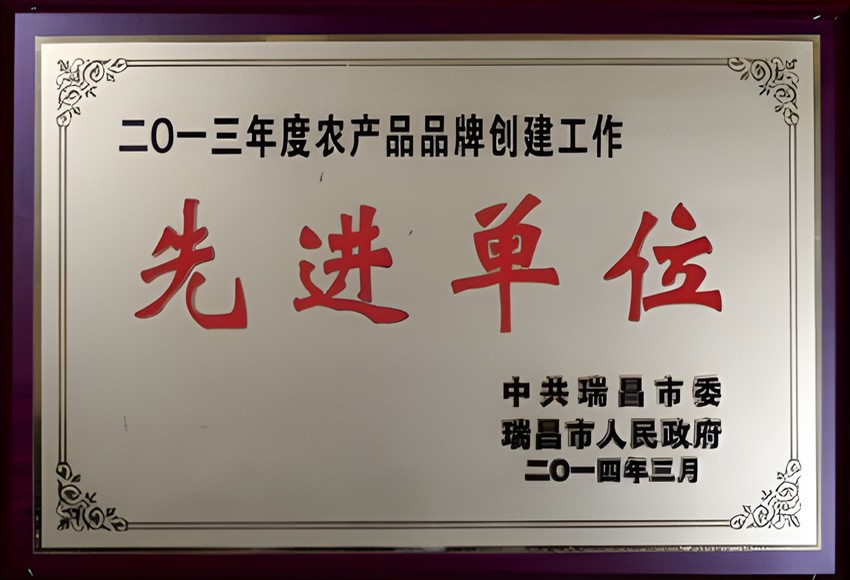 二〇一三年度农产品品牌创建工作
先进单位
中共瑞昌市委
瑞昌市人民政府
二〇一四年三月